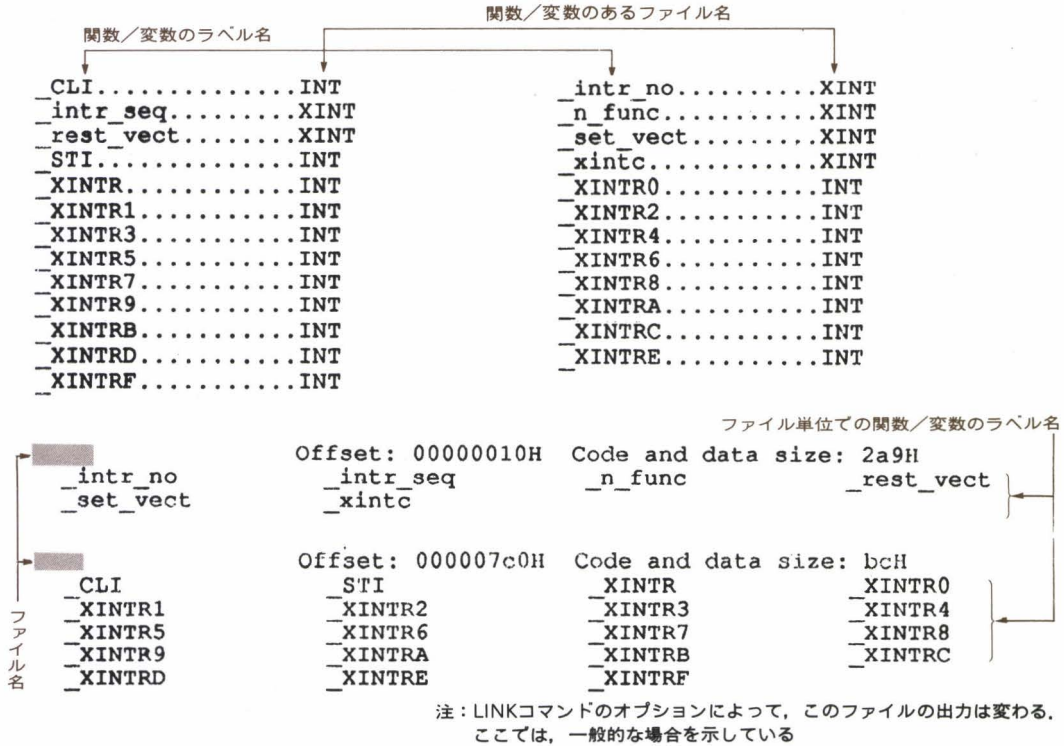 関数／変数のあるファイル名
関数／変数のラベル名
_CLI..............INT _intr_no..........XINT
_intr_seq.........XINT _n_func...........XINT
_rest_vect........XINT _set_vect.........XINT
_STI..............INT _xintc............XINT
_XINTR............INT _XINTR0...........INT
_XINTR1...........INT _XINTR2...........INT
_XINTR3...........INT _XINTR4...........INT
_XINTR5...........INT _XINTR6...........INT
_XINTR7...........INT _XINTR8...........INT
_XINTR9...........INT _XINTRA...........INT
_XINTRB...........INT _XINTRC...........INT
_XINTRD...........INT _XINTRE...........INT
_XINTRF...........INT
ファイル単位での関数／変数のラベル名
Offset: 00000010H Code and data size: 2a9H
_intr_no _intr_seq _n_func _rest_vect
_set_vect _xintc
Offset: 000007c0H Code and data size: bcH
_CLI _STI _XINTR _XINTR0
_XINTR1 _XINTR2 _XINTR3 _XINTR4
_XINTR5 _XINTR6 _XINTR7 _XINTR8
_XINTR9 _XINTRA _XINTRB _XINTRC
_XINTRD _XINTRE _XINTRF
ファイル名
注：LINKコマンドのオプションによって，このファイルの出力は変わる．
ここでは，一般的な場合を示している